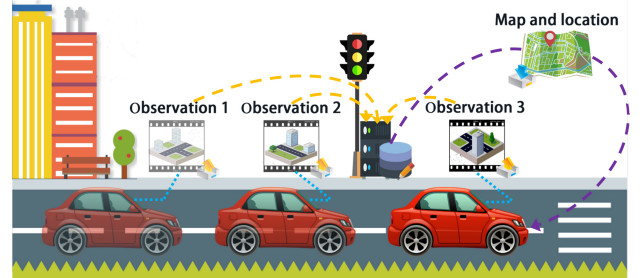 Map and location
Observation 1
Observation 2
Observation 3